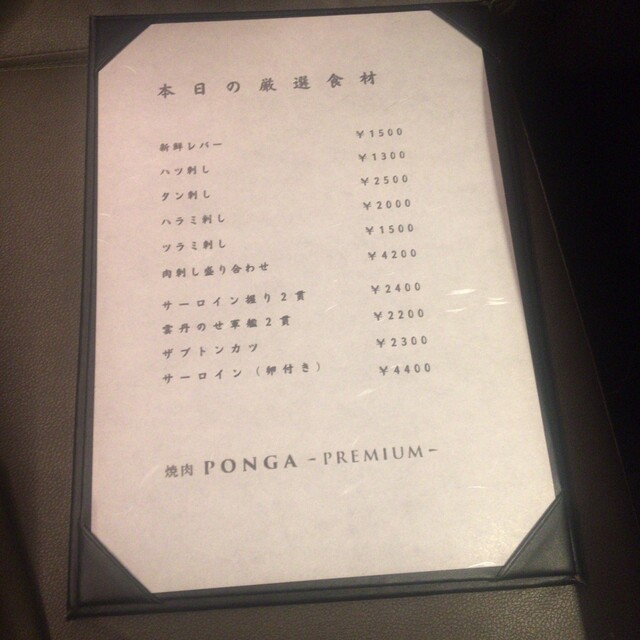 本日の厳選食材
新鮮レバー ￥1500
ハツ刺し ￥1300
タン刺し ￥2500
ハラミ刺し ￥2000
ツラミ刺し ￥1500
肉刺し盛り合わせ ￥4200
サーロイン握り2貫 ￥2400
雲丹のせ軍艦2貫 ￥2200
ザブトンカツ ￥2300
サーロイン（卵付き） ￥4400
焼肉 PONGA -PREMIUM-